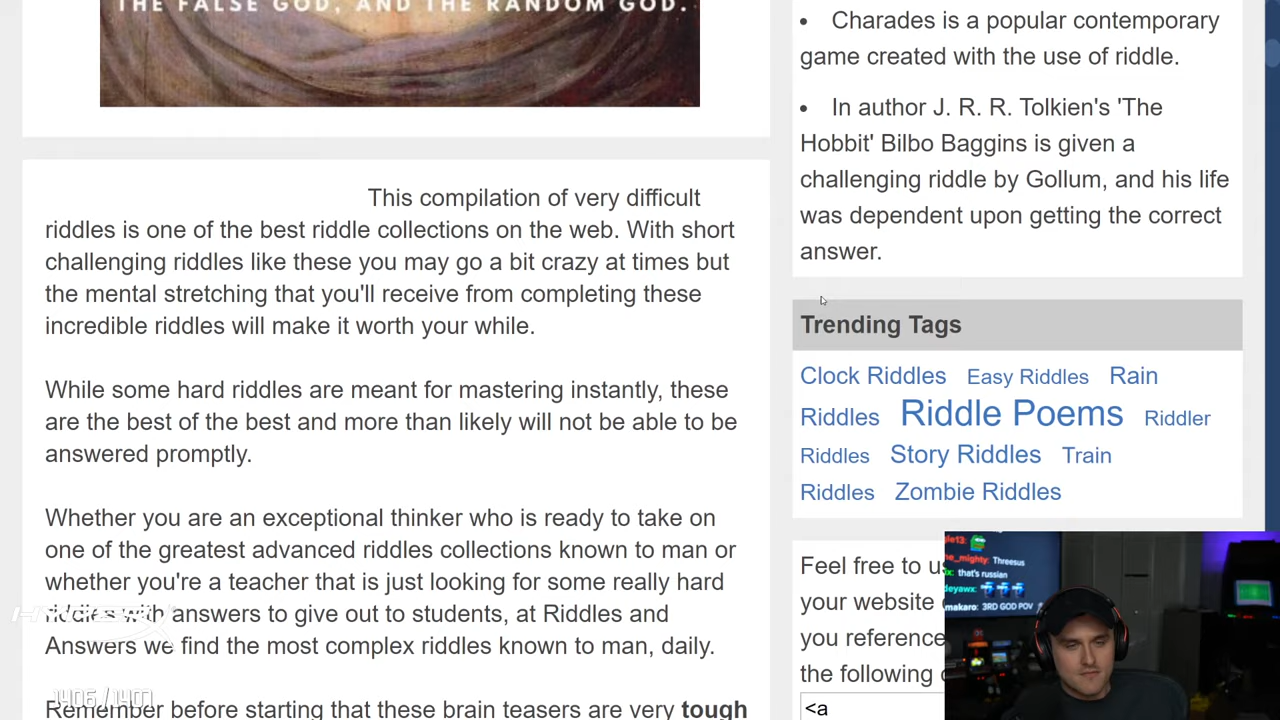 THE FALSE GOD, AND THE RANDOM GOD.
This compilation of very difficult
riddles is one of the best riddle collections on the web. With short
challenging riddles like these you may go a bit crazy at times but
the mental stretching that you'll receive from completing these
incredible riddles will make it worth your while.
While some hard riddles are meant for mastering instantly, these
are the best of the best and more than likely will not be able to be
answered promptly.
Whether you are an exceptional thinker who is ready to take on
one of the greatest advanced riddles collections known to man or
whether you're a teacher that is just looking for some really hard
riddles with answers to give out to students, at Riddles and
Answers we find the most complex riddles known to man, daily.
Remember before starting that these brain teasers are very tough
1406 / 1401
• Charades is a popular contemporary
game created with the use of riddle.
• In author J. R. R. Tolkien's 'The
Hobbit' Bilbo Baggins is given a
challenging riddle by Gollum, and his life
was dependent upon getting the correct
answer.
Trending Tags
Clock Riddles Easy Riddles Rain
Riddles Riddle Poems Riddler
Riddles Story Riddles Train
Riddles Zombie Riddles
Feel free to
your website
you reference
the following
<a
Threesus
that's russian
3RD GOD POV